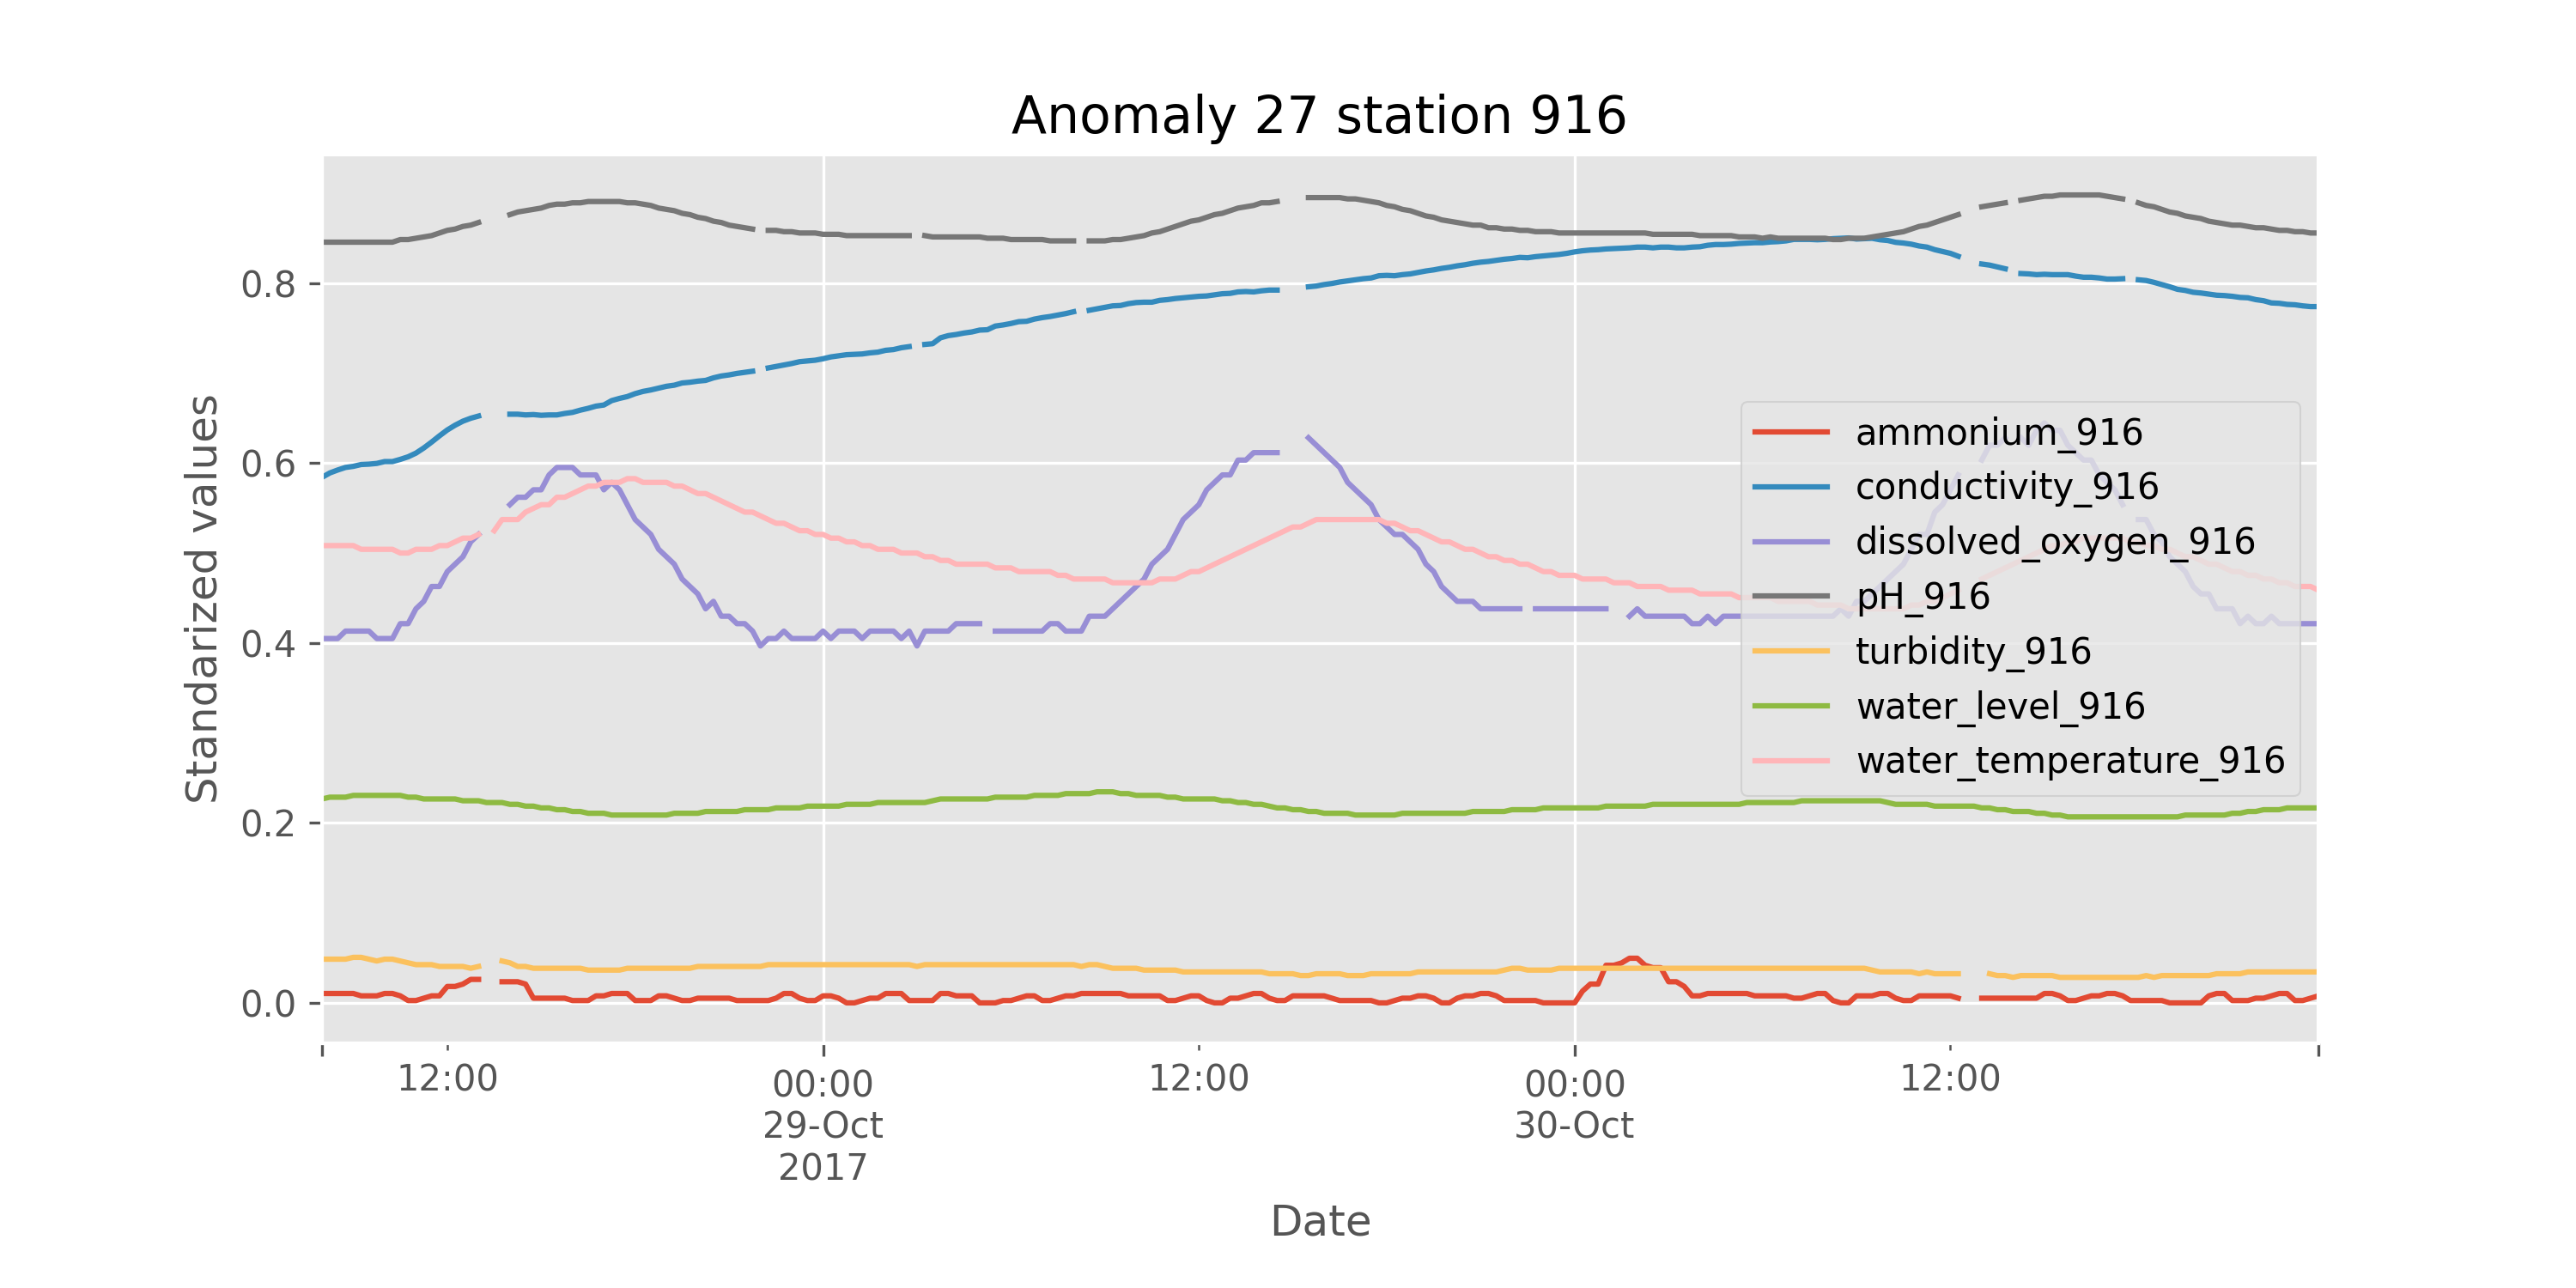 Anomaly 27 station 916
Standardized values
0.8
0.6
0.4
0.2
0.0
ammonium_916
conductivity_916
dissolved_oxygen_916
pH_916
turbidity_916
water_level_916
water_temperature_916
12:00
00:00
29-Oct
2017
12:00
00:00
30-Oct
12:00
Date